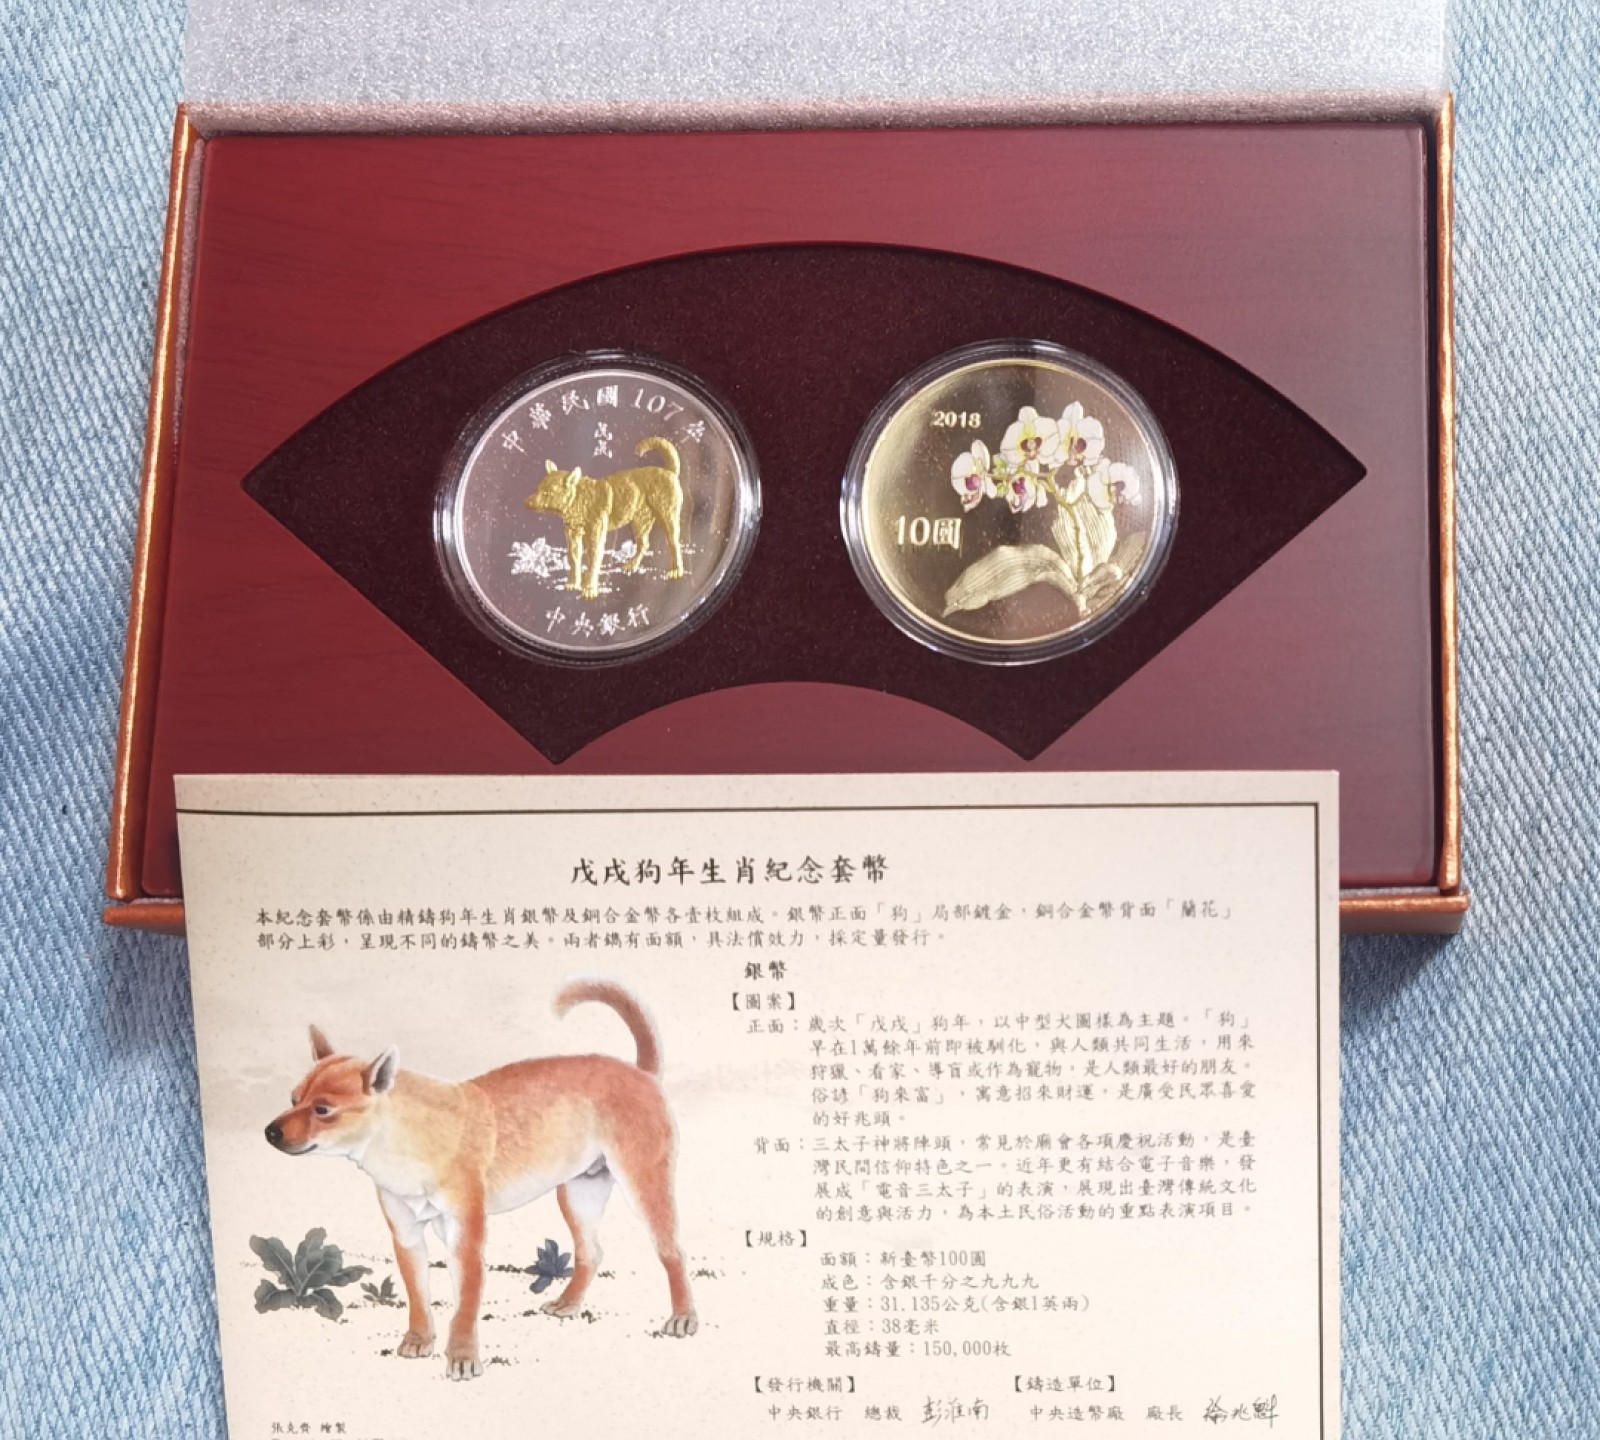 中華民國107年
戊戌
中央銀行
2018
10圓
戊戌狗年生肖紀念套幣
本紀念套幣係由精鑄狗年生肖銀幣及銅合金幣各壹枚組成。銀幣正面「狗」局部鍍金，銅合金幣背面「蘭花」
部分上彩，呈現不同的鑄幣之美。兩者鐫有面額，具法償效力，採定量發行。
銀幣
【圖案】
正面：歲次「戊戌」狗年，以中型犬圖樣為主題。「狗」
早在1萬餘年前即被馴化，與人類共同生活，用來
狩獵、看家、導盲或作為寵物，是人類最好的朋友。
俗諺「狗來富」，寓意招來財運，是廣受民眾喜愛
的好兆頭。
背面：三太子神將陣頭，常見於廟會各項慶祝活動，是臺
灣民間信仰特色之一。近年更有結合電子音樂，發
展成「電音三太子」的表演，展現出臺灣傳統文化
的創意與活力，為本土民俗活動的重點表演項目。
【規格】
面額：新臺幣100圓
成色：含銀千分之九九九
重量：31.135公克(含銀1英兩)
直徑：38毫米
最高鑄量：150,000枚
【發行機關】 【鑄造單位】
中央銀行 總裁 彭淮南 中央造幣廠 廠長
張克齊 繪製